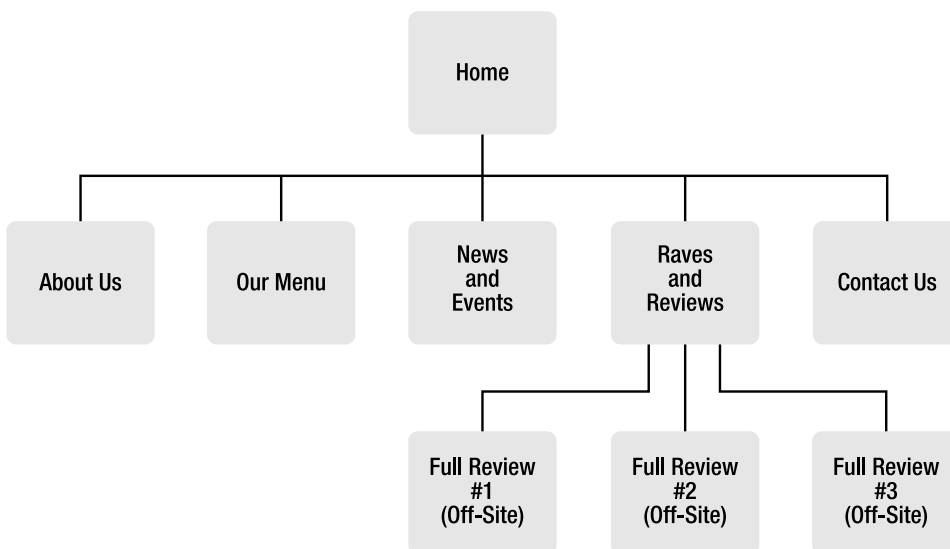 Home
About Us
Our Menu
News
and
Events
Raves
and
Reviews
Contact Us
Full Review
#1
(Off-Site)
Full Review
#2
(Off-Site)
Full Review
#3
(Off-Site)